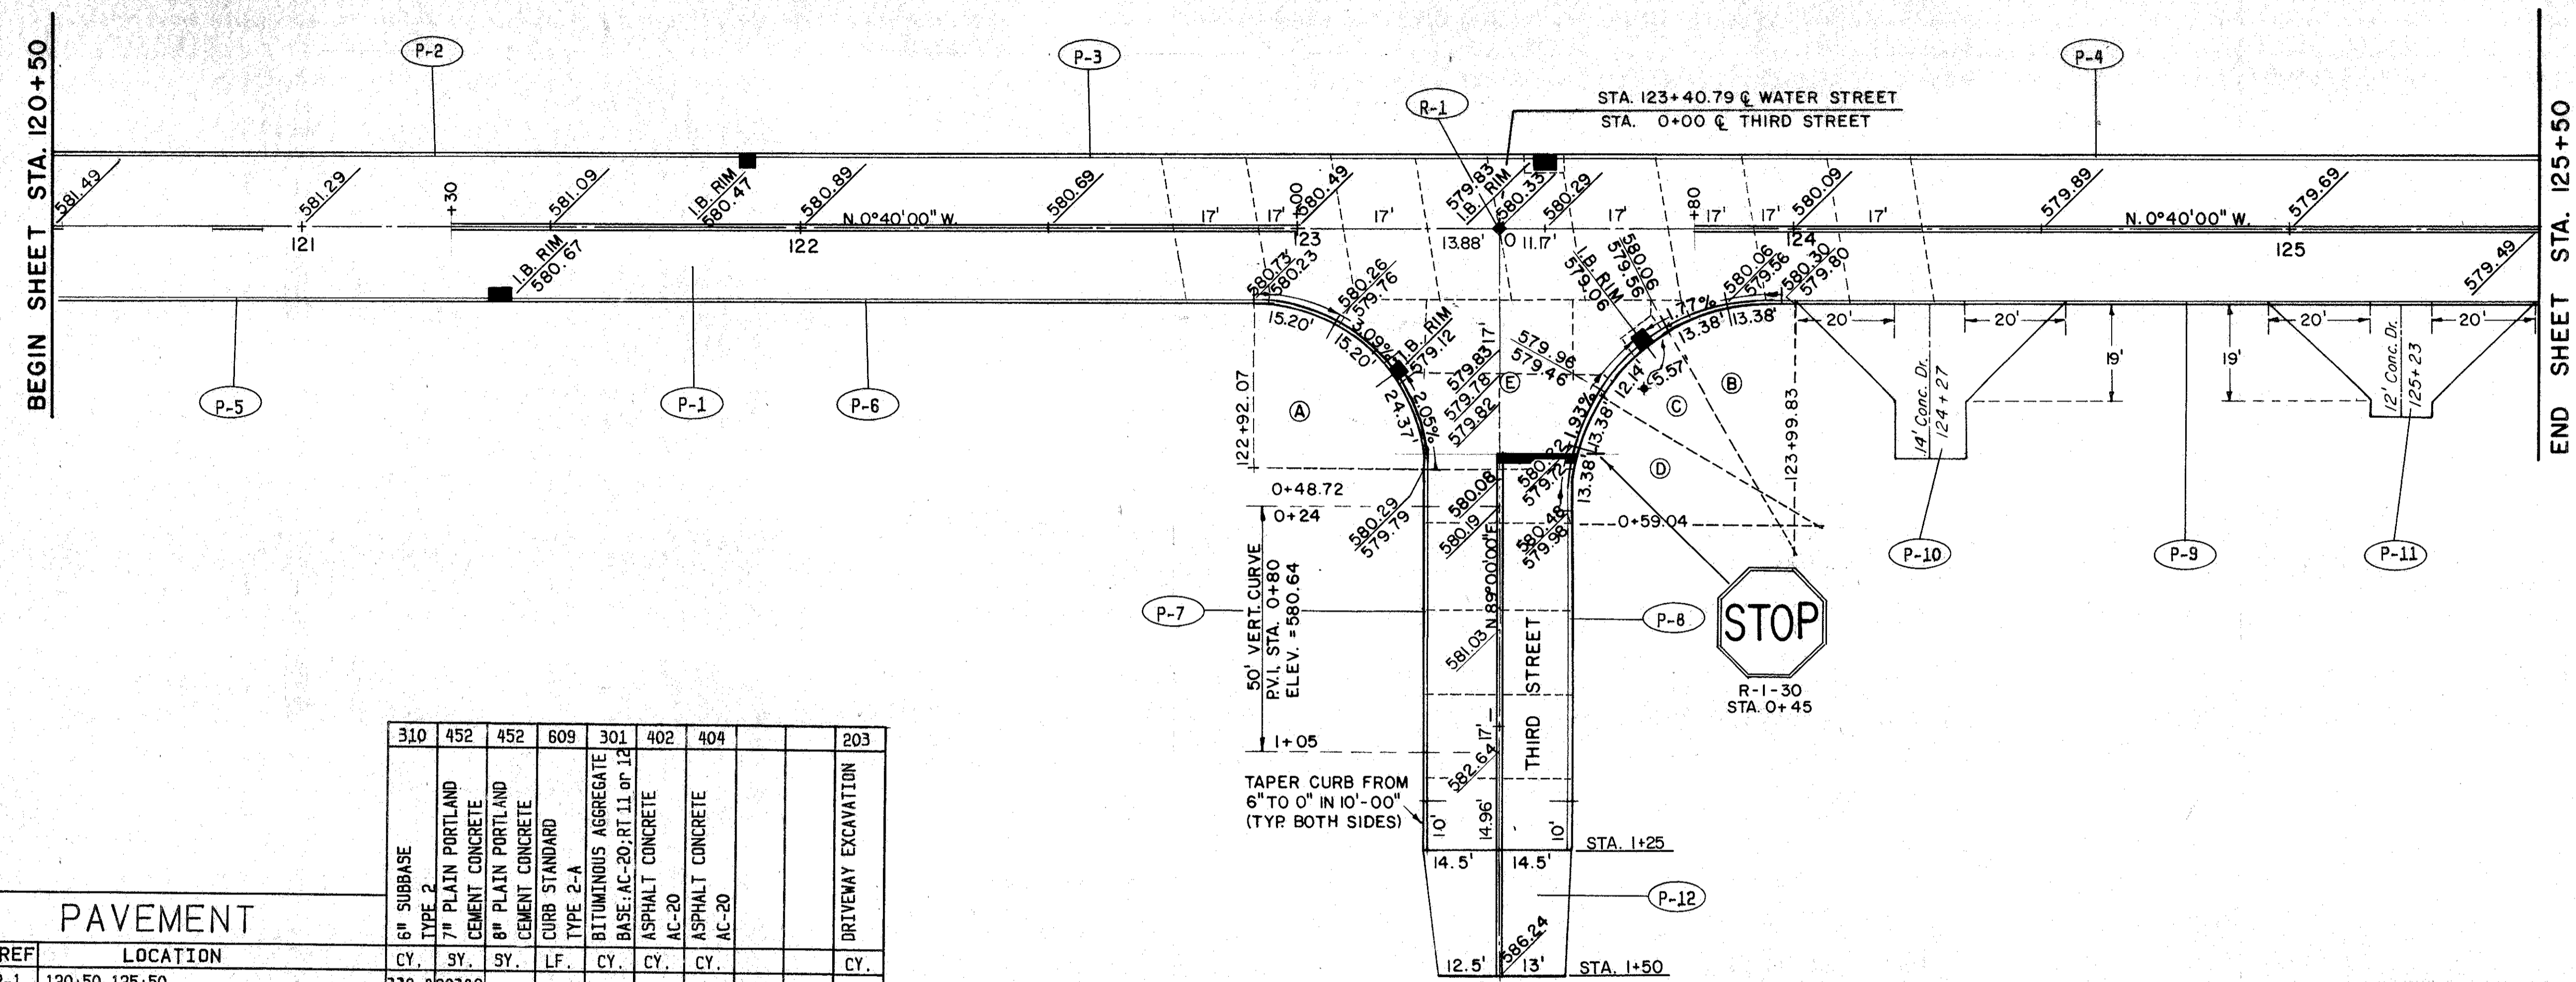 BEGIN SHEET STA. 120+50
END SHEET STA. 125+50
P-2
P-3
P-4
R-1
STA. 123+40.79 ℄ WATER STREET
STA. 0+00 ℄ THIRD STREET
581.49
581.29
+30
581.09
I.B. RIM
580.47
580.89
580.69
+00
580.49
579.83
I.B. RIM
580.33
580.29
+80
580.09
579.89
579.69
579.49
N. 0°40'00" W.
17'
17'
17'
17'
17'
17'
17'
N. 0°40'00" W.
121
122
123
13.88'
0
11.17'
124
125
I.B. RIM
580.67
580.73
580.23
580.26
579.76
I.B. RIM
579.12
I.B. RIM
579.06
580.06
579.56
580.06
579.56
580.30
579.80
15.20'
3.09%
15.20'
2.05%
24.37'
17'
579.83
579.78
579.82
579.96
579.46
1.77%
13.38'
13.38'
12.14'
5.57'
1.93%
13.38'
13.38'
A
B
C
D
E
122+92.07
123+99.83
20'
20'
20'
20'
19'
19'
14' Conc. Dr.
124+27
12' Conc. Dr.
125+23
P-5
P-1
P-6
P-10
P-9
P-11
0+48.72
0+24
580.29
579.79
580.08
580.19
580.22
579.72
580.48
579.98
0+59.04
50' VERT. CURVE
P.V.I. STA. 0+80
ELEV. =580.64
1+05
P-7
P-8
N 89°00'00" E
581.03
THIRD STREET
17'
582.64
14.96'
STOP
R-1-30
STA. 0+45
TAPER CURB FROM
6" TO 0" IN 10'-00"
(TYP. BOTH SIDES)
10'
10'
14.5'
14.5'
STA. 1+25
P-12
586.24
12.5'
13'
STA. 1+50
310 452 452 609 301 402 404 203
6" SUBBASE
TYPE 2
7" PLAIN PORTLAND
CEMENT CONCRETE
8" PLAIN PORTLAND
CEMENT CONCRETE
CURB STANDARD
TYPE 2-A
BITUMINOUS AGGREGATE
BASE:AC-20;RT 11 or 12
ASPHALT CONCRETE
AC-20
ASPHALT CONCRETE
AC-20
DRIVEWAY EXCAVATION
PAVEMENT
REF LOCATION CY. SY. SY. LF. CY. CY. CY. CY.
120+50 125+50